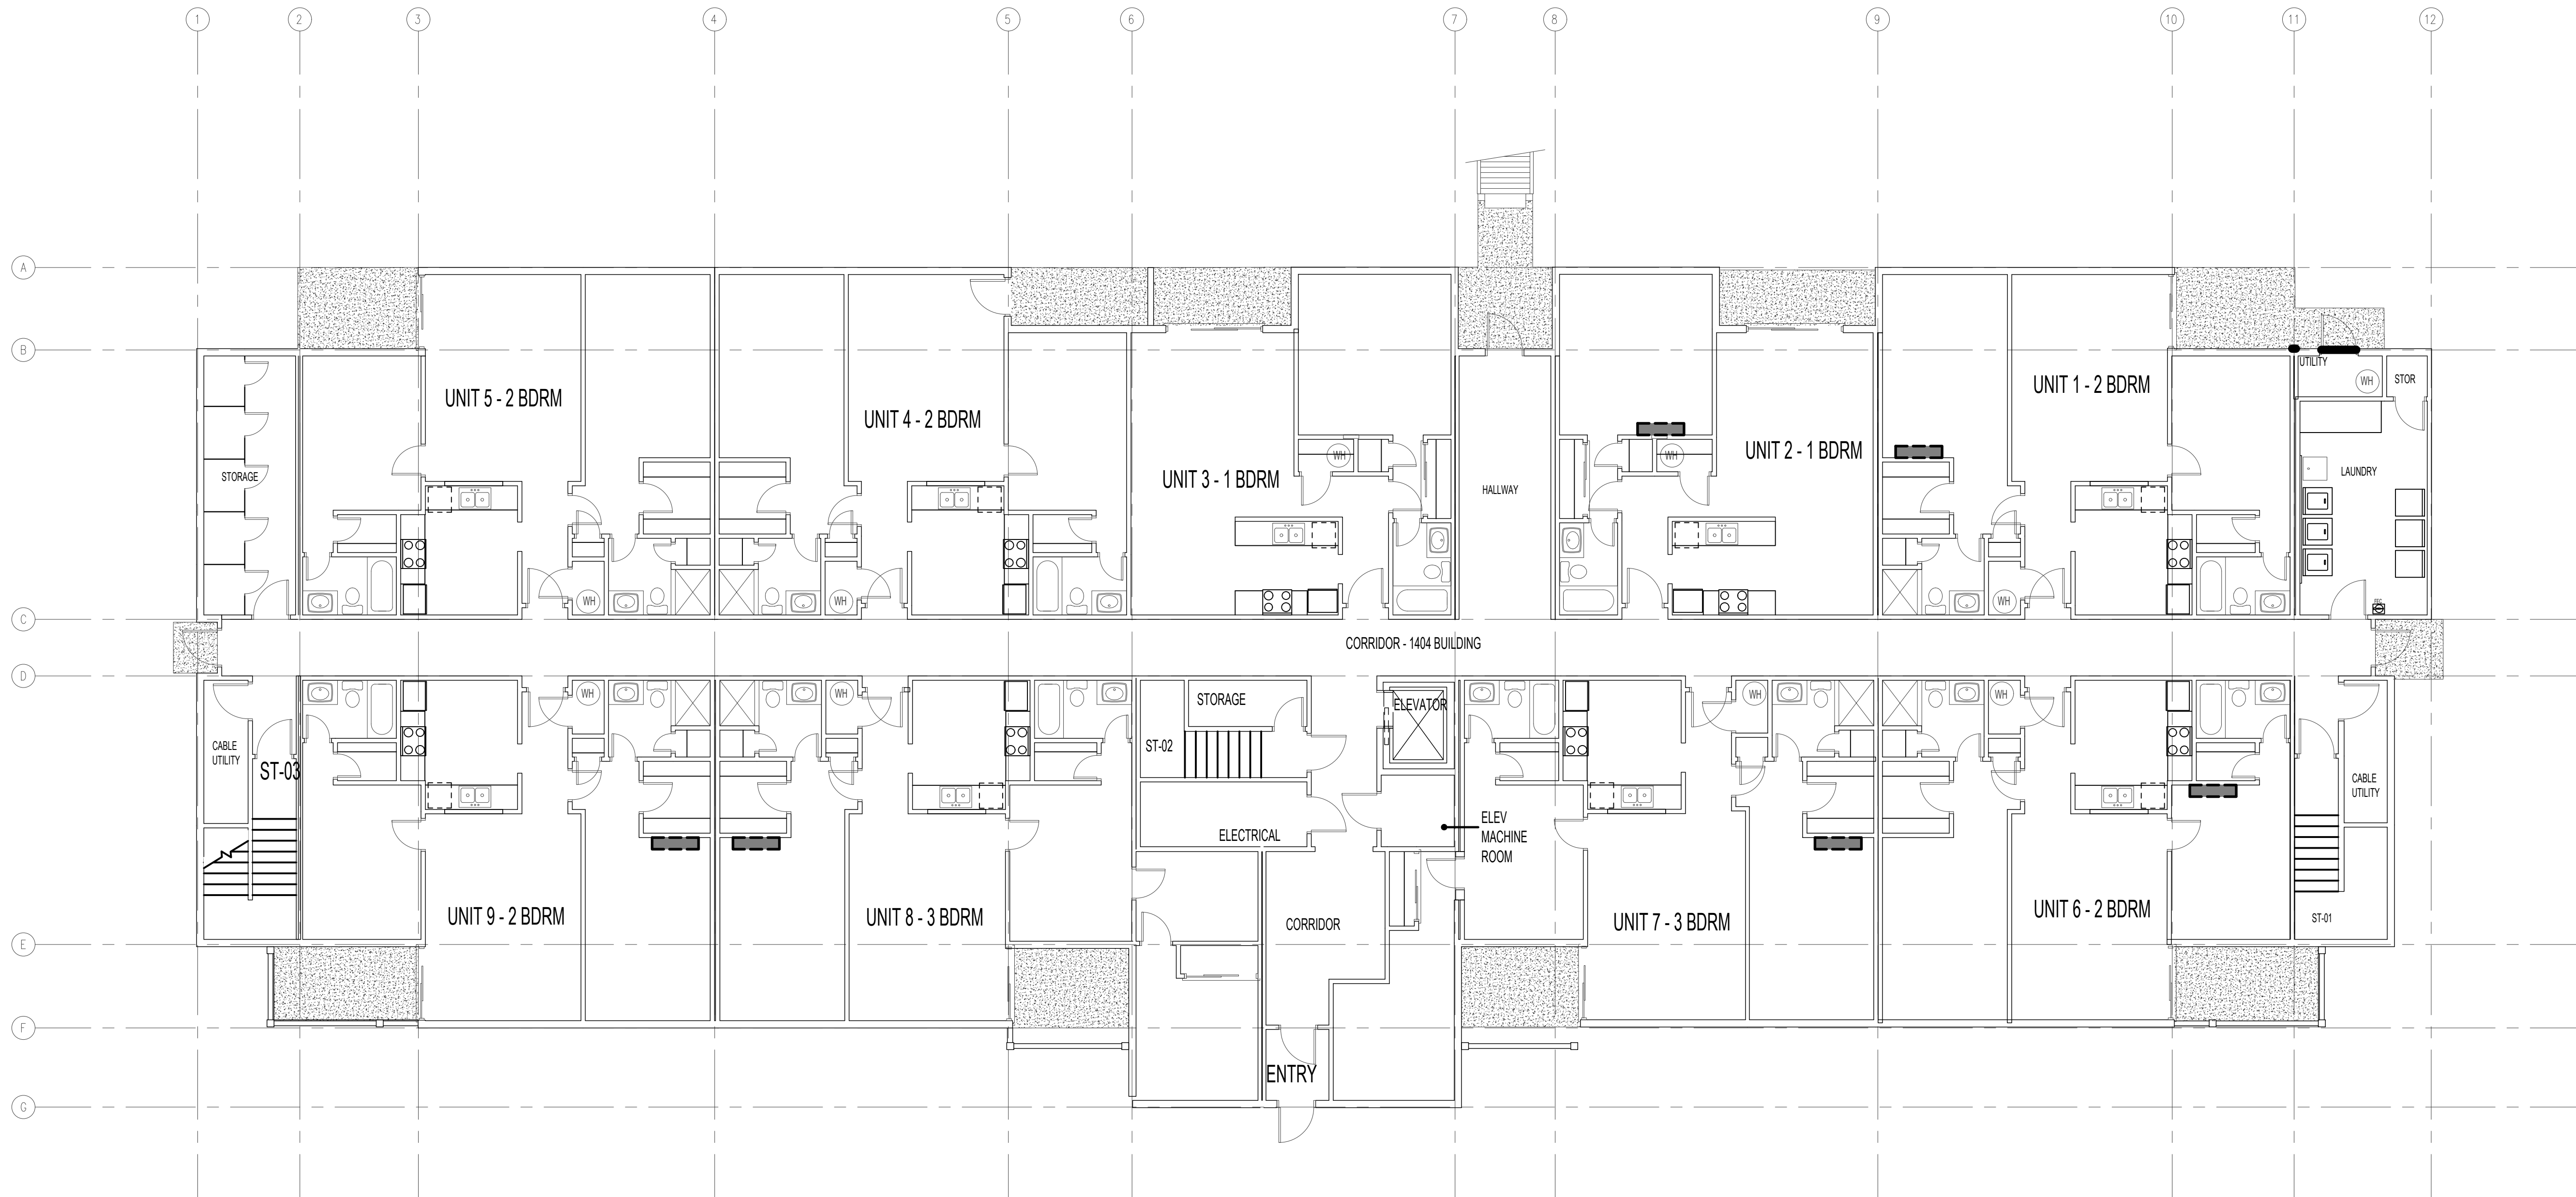 1 2 3 4 5 6 7 8 9 10 11 12
A
B
UTILITY
WH
STOR
UNIT 5 - 2 BDRM
UNIT 4 - 2 BDRM
UNIT 1 - 2 BDRM
UNIT 3 - 1 BDRM
UNIT 2 - 1 BDRM
WH
WH
STORAGE
HALLWAY
LAUNDRY
WH
WH
WH
FEC
C
CORRIDOR - 1404 BUILDING
D
WH
WH
WH
WH
STORAGE
ELEVATOR
CABLE
UTILITY
ST-03
ST-02
CABLE
UTILITY
ELECTRICAL
ELEV
MACHINE
ROOM
UNIT 9 - 2 BDRM
UNIT 8 - 3 BDRM
CORRIDOR
UNIT 7 - 3 BDRM
UNIT 6 - 2 BDRM
ST-01
E
F
ENTRY
G